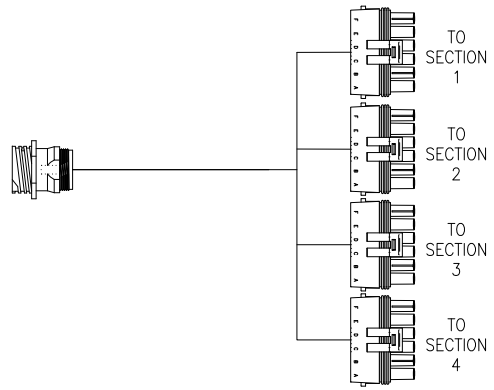 F E D C B A
TO
SECTION
1
F E D C B A
TO
SECTION
2
F E D C B A
TO
SECTION
3
F E D C B A
TO
SECTION
4